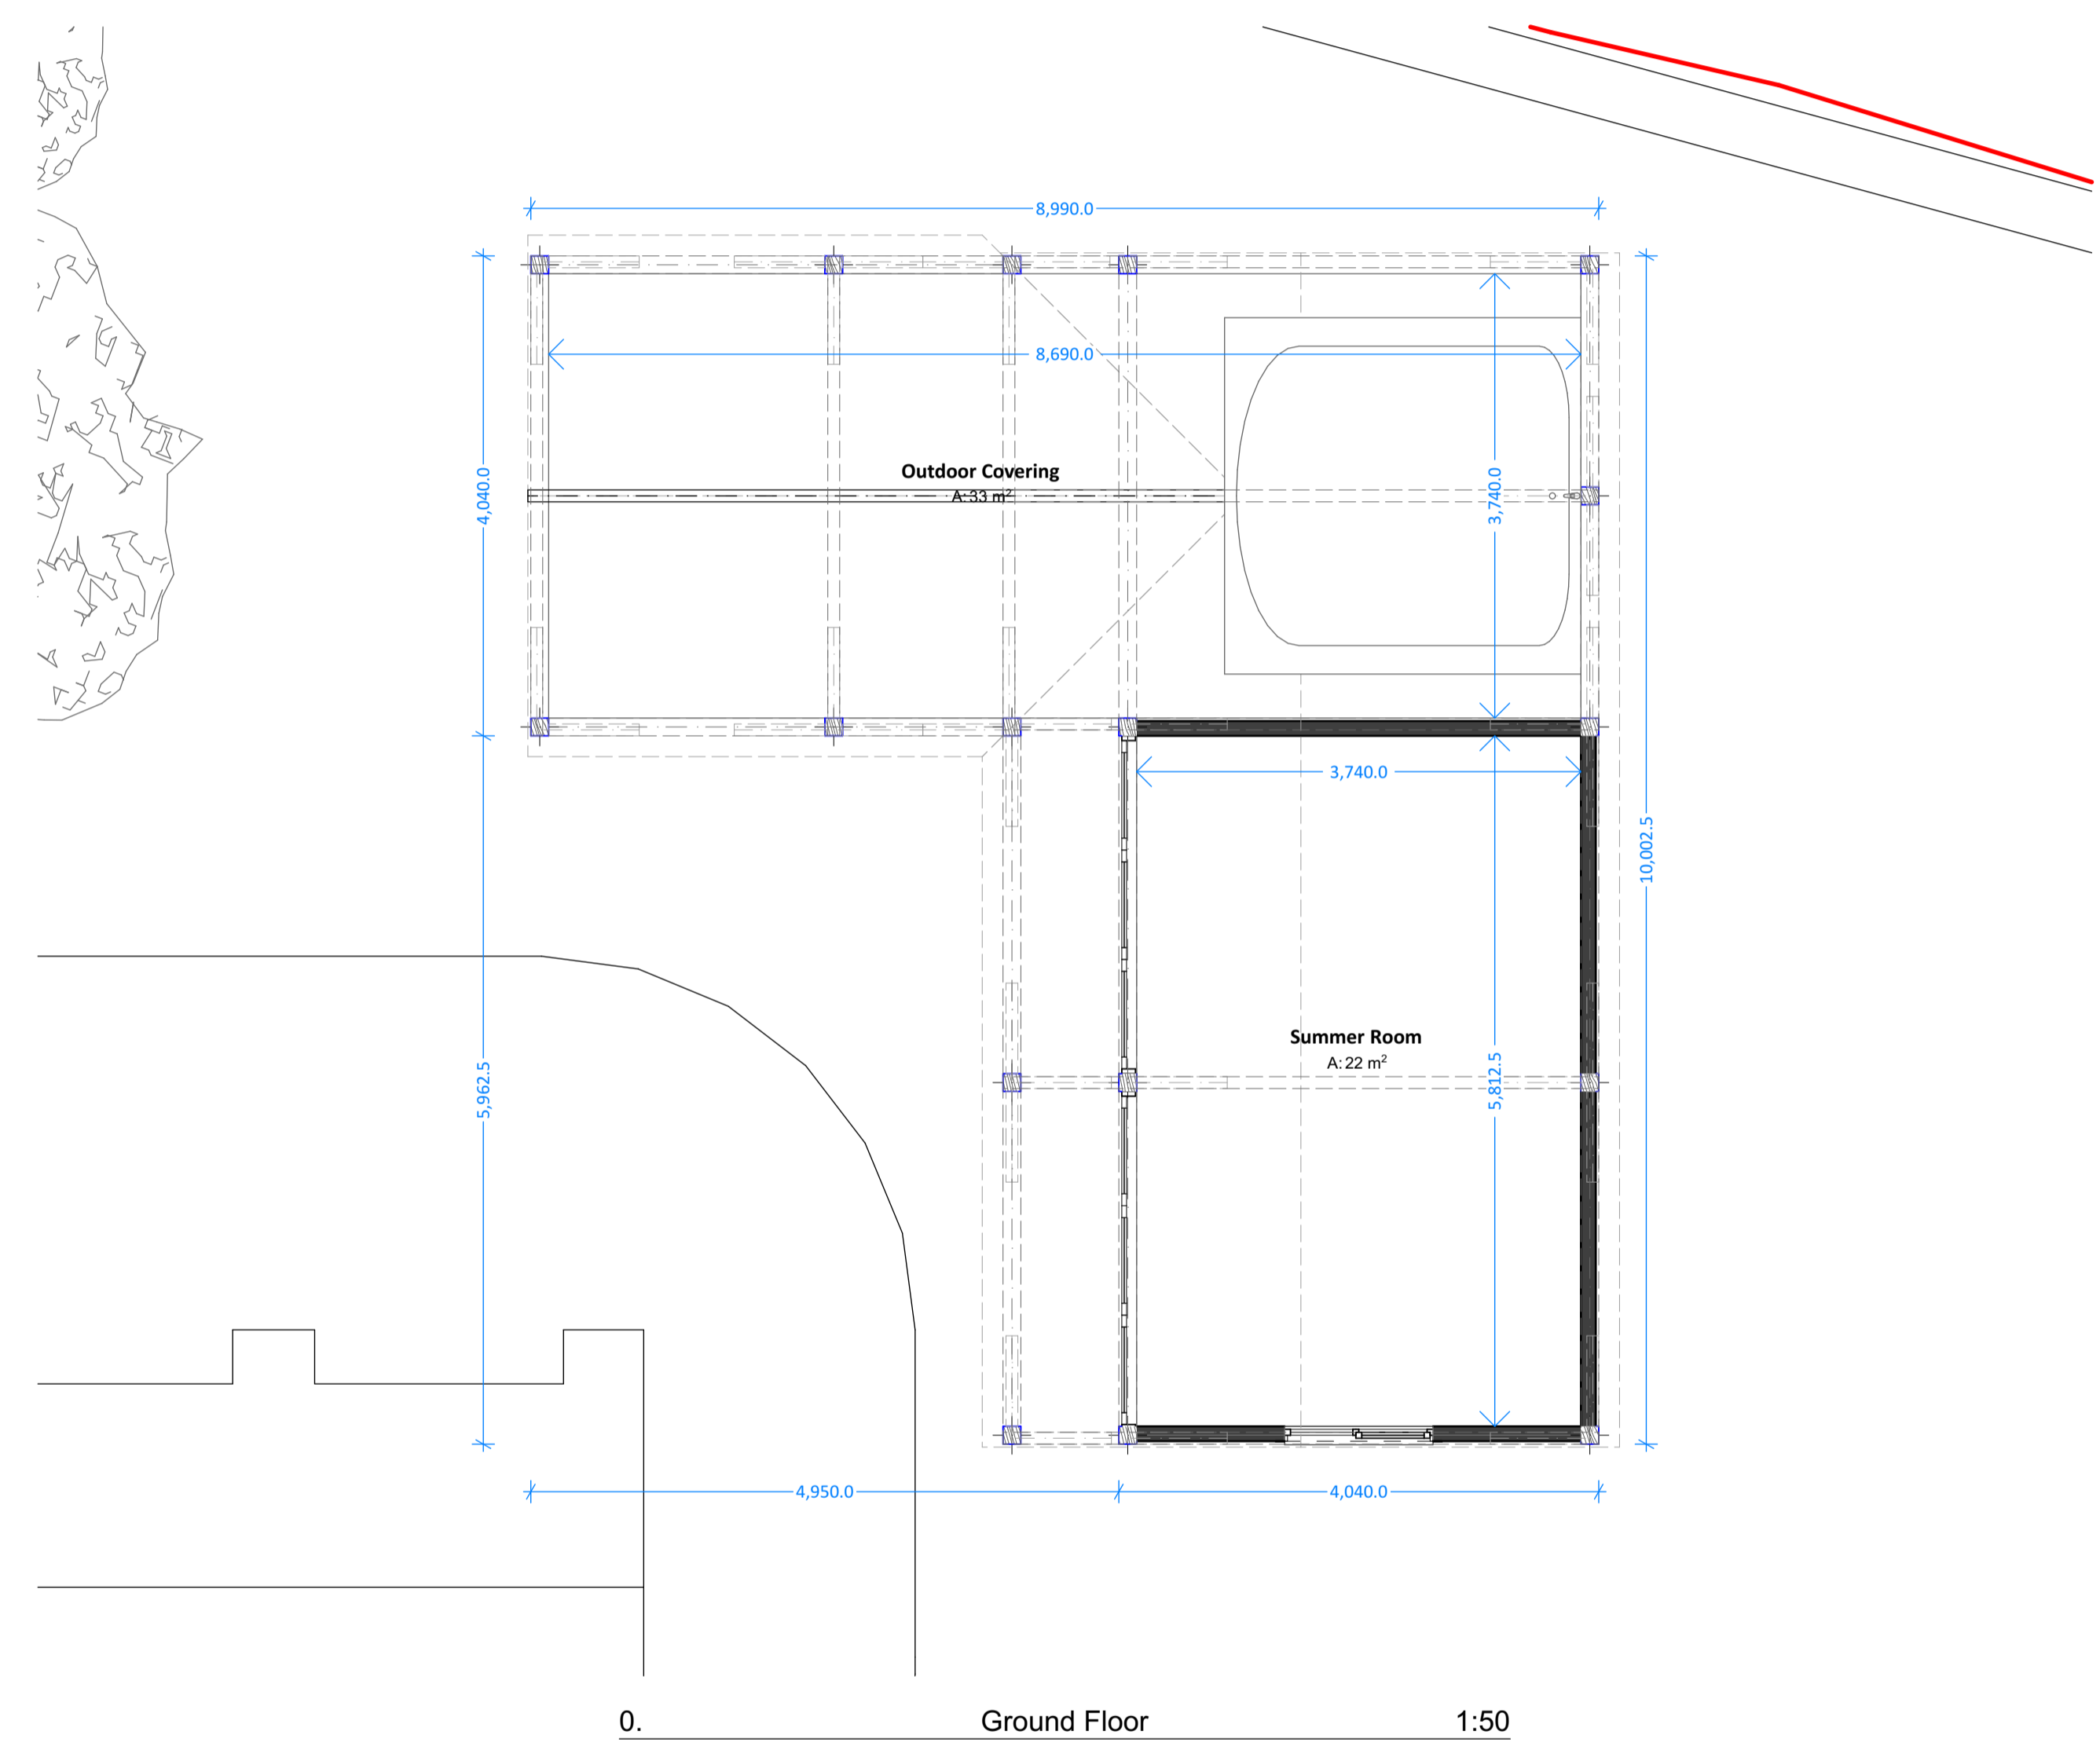 8,990.0
8,690.0
4,040.0
Outdoor Covering
A: 33 m²
3,740.0
3,740.0
10,002.5
Summer Room
A: 22 m²
5,962.5
5,812.5
4,950.0
4,040.0
0. Ground Floor 1:50